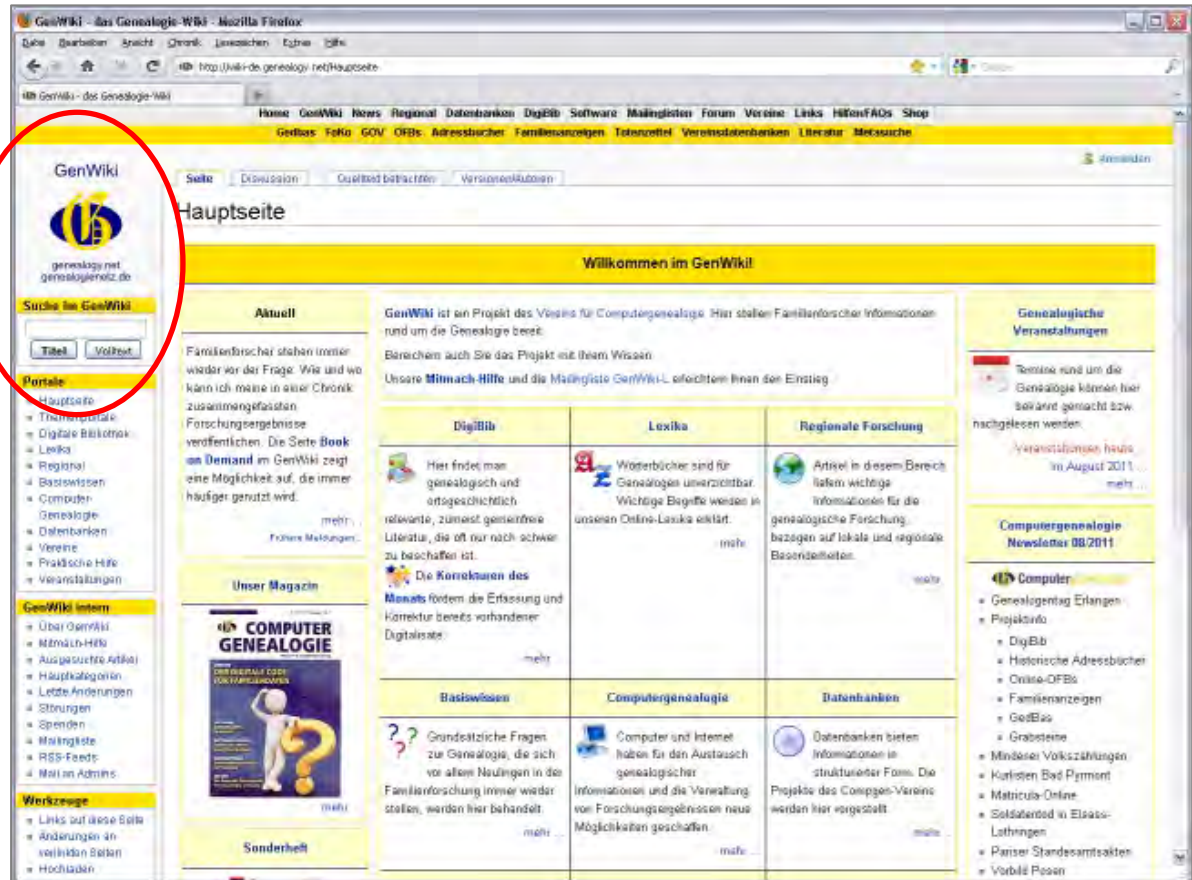 GenWiki - das Genealogie-Wiki - Mozilla Firefox
Datei Bearbeiten Ansicht Chronik Lesezeichen Extras Hilfe
http://wiki-de.genealogy.net/Hauptseite
GenWiki - das Genealogie-Wiki
Home GenWiki News Regional Datenbanken DigiBib Software Mailinglisten Forum Vereine Links Hilfen/FAQs Shop
Gedbas FoKo GOV OFBs Adressbücher Familienanzeigen Totenzettel Vereinsdatenbanken Literatur Metasuche
Anmelden
GenWiki
genealogy.net
genealogienetz.de
Suche im GenWiki
Titel Volltext
Portale
Hauptseite
Themenportale
Digitale Bibliothek
Lexika
Regional
Basiswissen
Computer
Genealogie
Datenbanken
Vereine
Praktische Hilfe
Veranstaltungen
GenWiki intern
Über GenWiki
Mitmach-Hilfe
Ausgesuchte Artikel
Hauptkategorien
Letzte Änderungen
Störungen
Spenden
Mailingliste
RSS-Feeds
Mail an Admins
Werkzeuge
Links auf diese Seite
Änderungen an
verlinkten Seiten
Hochladen
Seite Diskussion Quelltext betrachten Versionen/Autoren
Hauptseite
Willkommen im GenWiki!
Aktuell
Familienforscher stehen immer
wieder vor der Frage: Wie und wo
kann ich meine in einer Chronik
zusammengefassten
Forschungsergebnisse
veröffentlichen. Die Seite Book
on Demand im GenWiki zeigt
eine Möglichkeit auf, die immer
häufiger genutzt wird.
mehr ...
Frühere Meldungen...
Unser Magazin
COMPUTER
GENEALOGIE
DER DIGITALE CODE
FÜR FAMILIENDATEN
mehr
Sonderheft
GenWiki ist ein Projekt des Vereins für Computergenealogie. Hier stellen Familienforscher Informationen
rund um die Genealogie bereit.
Bereichern auch Sie das Projekt mit Ihrem Wissen.
Unsere Mitmach-Hilfe und die Mailingliste GenWiki-L erleichtern Ihnen den Einstieg.
DigiBib
Hier findet man
genealogisch und
ortsgeschichtlich
relevante, zumeist gemeinfreie
Literatur, die oft nur noch schwer
zu beschaffen ist.
Die Korrekturen des
Monats fördern die Erfassung und
Korrektur bereits vorhandener
Digitalisate.
mehr
Lexika
Wörterbücher sind für
Genealogen unverzichtbar.
Wichtige Begriffe werden in
unseren Online-Lexika erklärt.
mehr
Regionale Forschung
Artikel in diesem Bereich
liefern wichtige
Informationen für die
genealogische Forschung,
bezogen auf lokale und regionale
Besonderheiten.
mehr
Basiswissen
Grundsätzliche Fragen
zur Genealogie, die sich
vor allem Neulingen in der
Familienforschung immer wieder
stellen, werden hier behandelt.
mehr ...
Computergenealogie
Computer und Internet
haben für den Austausch
genealogischer
Informationen und die Verwaltung
von Forschungsergebnissen neue
Möglichkeiten geschaffen.
mehr ...
Datenbanken
Datenbanken bieten
Informationen in
strukturierter Form. Die
Projekte des Compgen-Vereins
werden hier vorgestellt.
mehr ...
Genealogische
Veranstaltungen
Termine rund um die
Genealogie können hier
bekannt gemacht bzw.
nachgelesen werden.
Veranstaltungen heute
im August 2011 ...
mehr ...
Computergenealogie
Newsletter 08/2011
Computer
Genealogentag Erlangen
Projektinfo
DigiBib
Historische Adressbücher
Online-OFBs
Familienanzeigen
GedBas
Grabsteine
Mindener Volkszählungen
Kurlisten Bad Pyrmont
Matricula-Online
Soldatentod in Elsass-
Lothringen
Pariser Standesamtsakten
Vorbild Posen